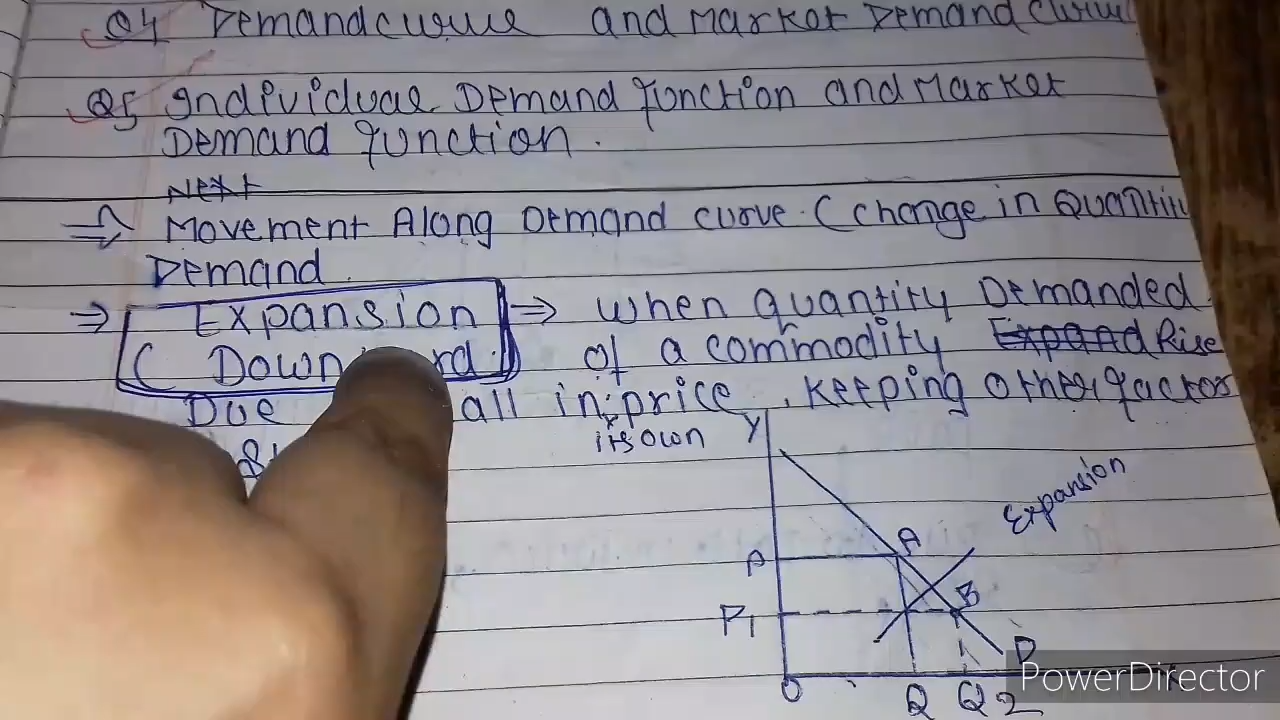 Q4 Demand curve and Market Demand Curve
Q5 Individual Demand function and Market
Demand function.
Next
⇒ Movement Along Demand curve (change in Quantity
Demand.
⇒ Expansion ⇒ when quantity Demanded
( Downward ) of a commodity Expand Rise
Due all in price, keeping other factor
its own
Y
Expansion
A
P
B
P1
D
O Q Q2
PowerDirector